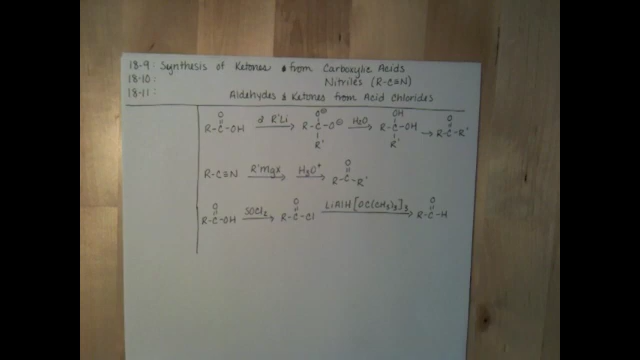 18-9: Synthesis of Ketones from Carboxylic Acids
18-10: Nitriles (R-C≡N)
18-11: Aldehydes & Ketones from Acid Chlorides
O O⊖ OH O
R-C-OH 2 R'Li R-C-O⊖ H₂O R-C-OH R-C-R'
R' R'
O
R-C≡N R'MgX H₃O⁺ R-C-R'
O O O
R-C-OH SOCl₂ R-C-Cl LiAlH[OC(CH₃)₃]₃ R-C-H